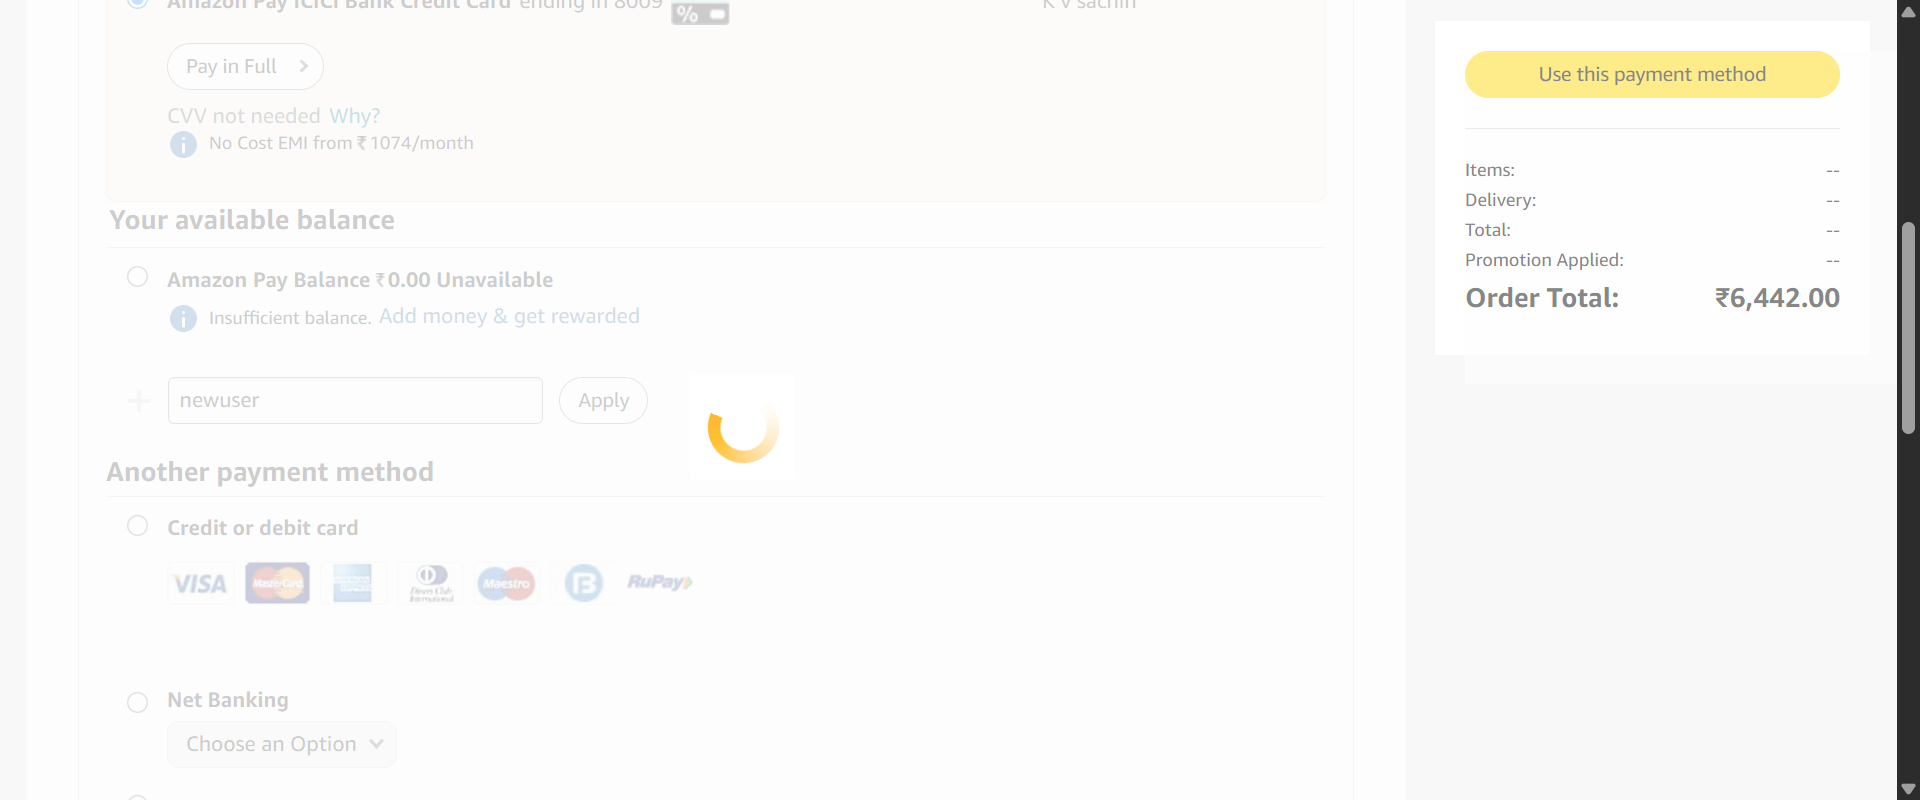 Amazon Pay ICICI Bank Credit Card ending in 8009 %
K V sachin
Pay in Full
CVV not needed Why?
No Cost EMI from ₹1074/month
Your available balance
Amazon Pay Balance ₹0.00 Unavailable
Insufficient balance. Add money & get rewarded
newuser
Apply
Another payment method
Credit or debit card
VISA MasterCard AMERICAN EXPRESS Diners Club International Maestro RuPay
Net Banking
Choose an Option
Use this payment method
Items: --
Delivery: --
Total: --
Promotion Applied: --
Order Total: ₹6,442.00